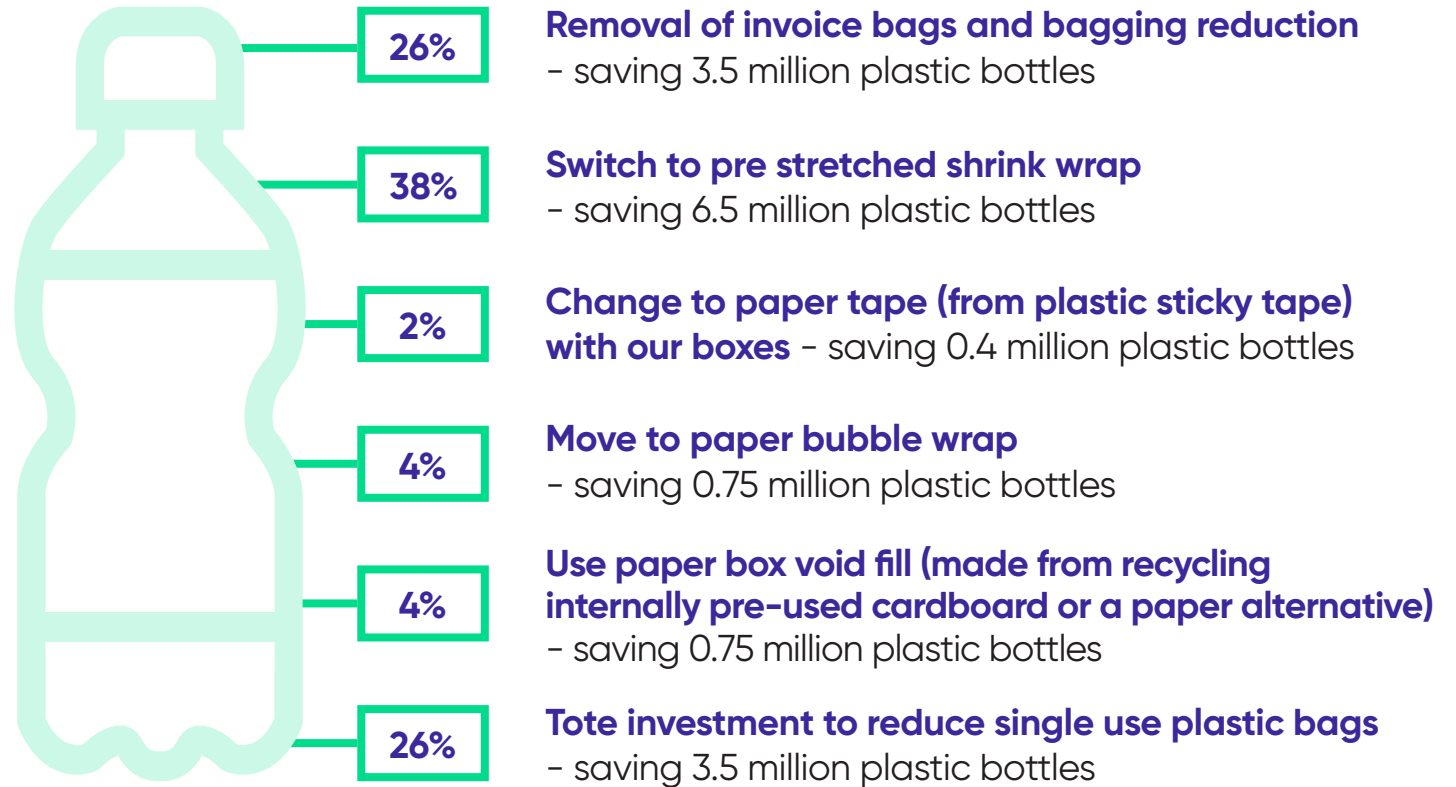 26%
Removal of invoice bags and bagging reduction
- saving 3.5 million plastic bottles
38%
Switch to pre stretched shrink wrap
- saving 6.5 million plastic bottles
2%
Change to paper tape (from plastic sticky tape)
with our boxes - saving 0.4 million plastic bottles
4%
Move to paper bubble wrap
- saving 0.75 million plastic bottles
4%
Use paper box void fill (made from recycling
internally pre-used cardboard or a paper alternative)
- saving 0.75 million plastic bottles
26%
Tote investment to reduce single use plastic bags
- saving 3.5 million plastic bottles